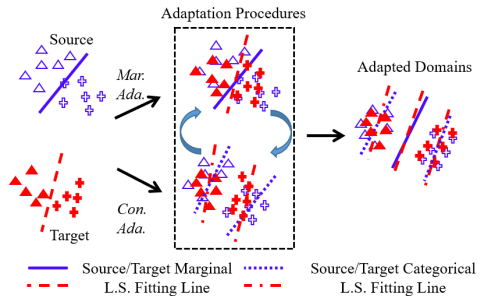 Adaptation Procedures
Source
Mar.
Ada.
Adapted Domains
Target
Con.
Ada.
Source/Target Marginal
L.S. Fitting Line
Source/Target Categorical
L.S. Fitting Line